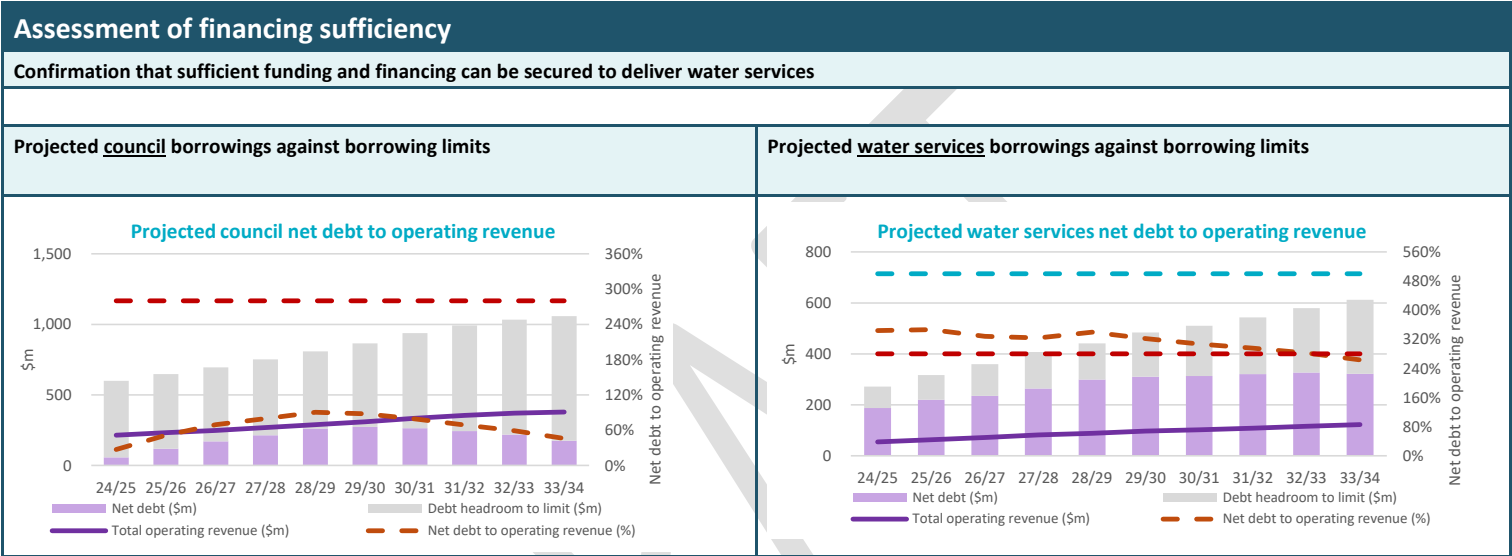 Assessment of financing sufficiency
Confirmation that sufficient funding and financing can be secured to deliver water services
Projected council borrowings against borrowing limits
Projected water services borrowings against borrowing limits
Projected council net debt to operating revenue
1,500
1,000
500
0
$m
360%
300%
240%
180%
120%
60%
0%
Net debt to operating revenue
24/25 25/26 26/27 27/28 28/29 29/30 30/31 31/32 32/33 33/34
Net debt ($m)
Debt headroom to limit ($m)
Total operating revenue ($m)
Net debt to operating revenue (%)
Projected water services net debt to operating revenue
800
600
400
200
0
$m
560%
480%
400%
320%
240%
160%
80%
0%
Net debt to operating revenue
24/25 25/26 26/27 27/28 28/29 29/30 30/31 31/32 32/33 33/34
Net debt ($m)
Debt headroom to limit ($m)
Total operating revenue ($m)
Net debt to operating revenue (%)